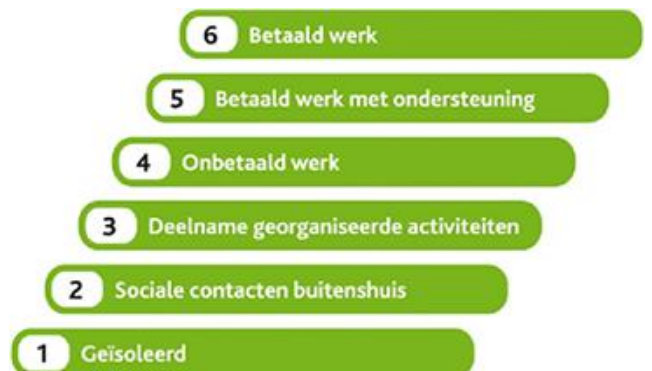 6 Betaald werk
5 Betaald werk met ondersteuning
4 Onbetaald werk
3 Deelname georganiseerde activiteiten
2 Sociale contacten buitenshuis
1 Geïsoleerd